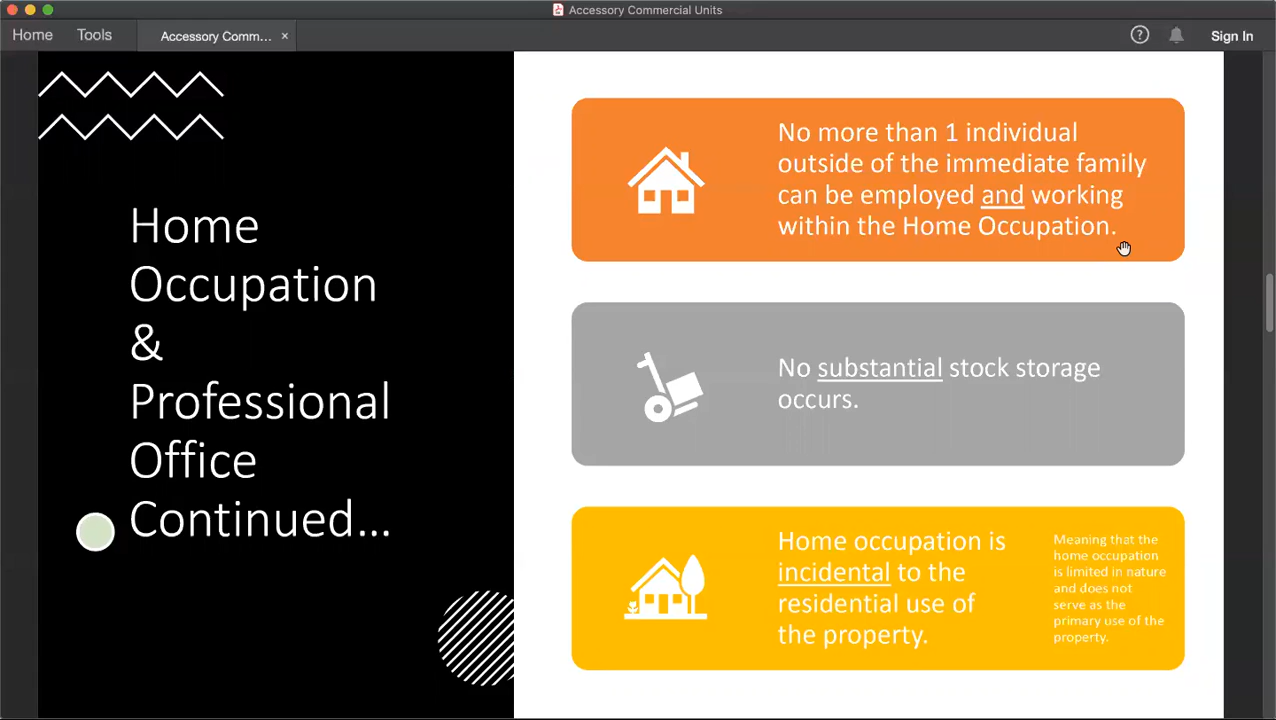 Accessory Commercial Units
Home
Tools
Accessory Comm...
×
?
Sign In
Home
Occupation
&
Professional
Office
Continued...
No more than 1 individual
outside of the immediate family
can be employed and working
within the Home Occupation.
No substantial stock storage
occurs.
Home occupation is
incidental to the
residential use of
the property.
Meaning that the
home occupation
is limited in nature
and does not
serve as the
primary use of the
property.